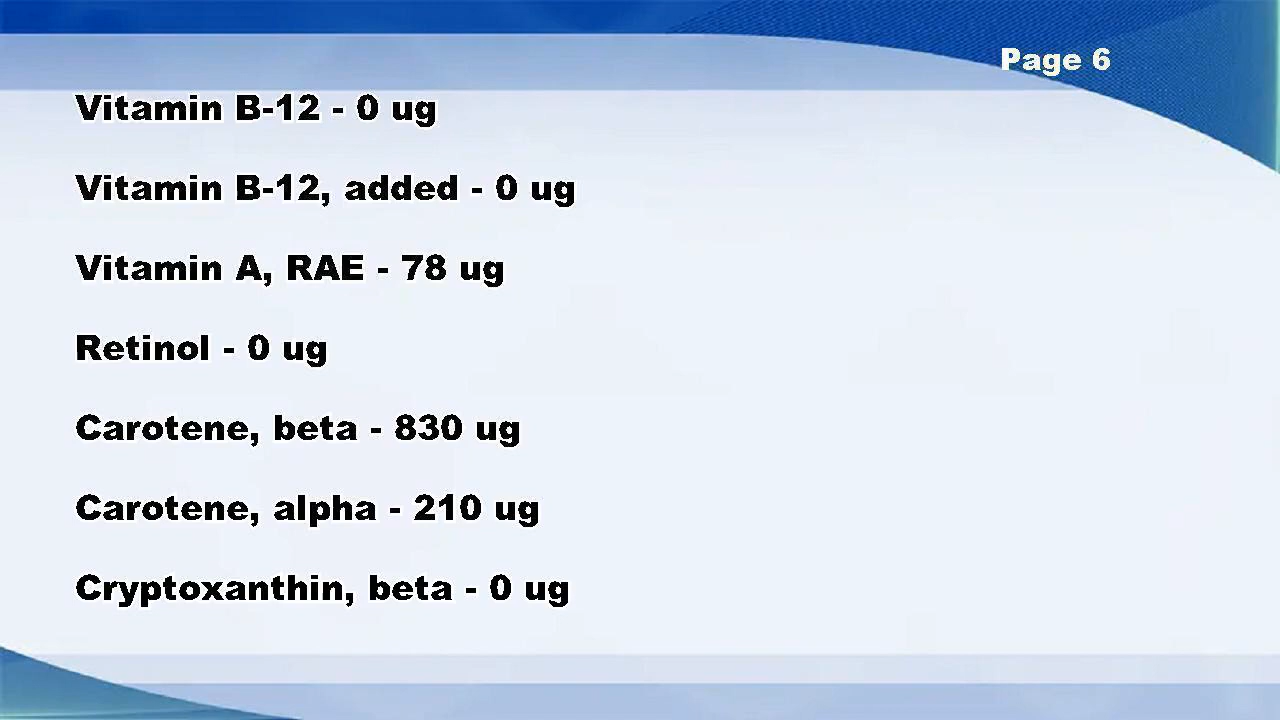 Page 6
Vitamin B-12 - 0 ug
Vitamin B-12, added - 0 ug
Vitamin A, RAE - 78 ug
Retinol - 0 ug
Carotene, beta - 830 ug
Carotene, alpha - 210 ug
Cryptoxanthin, beta - 0 ug